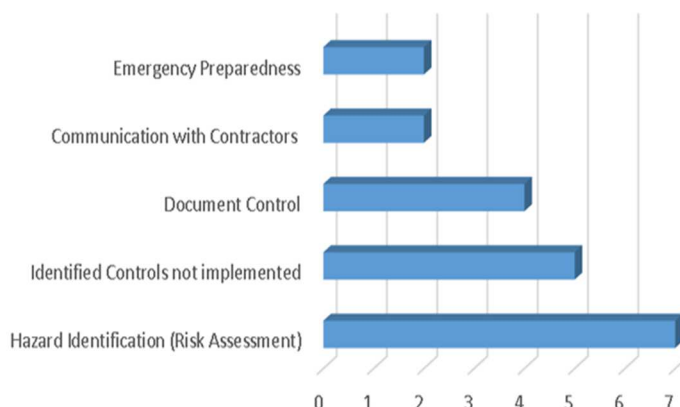 Emergency Preparedness
Communication with Contractors
Document Control
Identified Controls not implemented
Hazard Identification (Risk Assessment)
0 1 2 3 4 5 6 7